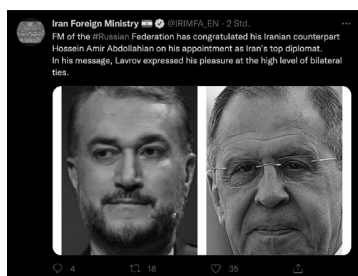 Iran Foreign Ministry @IRIMFA_EN · 2 Std.
FM of the #Russian Federation has congratulated his Iranian counterpart
Hossein Amir Abdollahian on his appointment as Iran's top diplomat.
In his message, Lavrov expressed his pleasure at the high level of bilateral
ties.
4 18 35